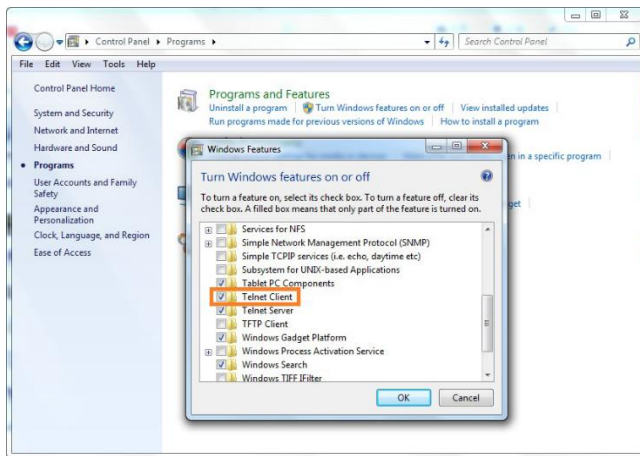 Control Panel ▸ Programs ▸
Search Control Panel
File Edit View Tools Help
Control Panel Home
System and Security
Network and Internet
Hardware and Sound
Programs
User Accounts and Family
Safety
Appearance and
Personalization
Clock, Language, and Region
Ease of Access
Programs and Features
Uninstall a program
Turn Windows features on or off
View installed updates
Run programs made for previous versions of Windows
How to install a program
en in a specific program
get
Windows Features
Turn Windows features on or off
To turn a feature on, select its check box. To turn a feature off, clear its
check box. A filled box means that only part of the feature is turned on.
Services for NFS
Simple Network Management Protocol (SNMP)
Simple TCPIP services (i.e. echo, daytime etc)
Subsystem for UNIX-based Applications
Tablet PC Components
Telnet Client
Telnet Server
TFTP Client
Windows Gadget Platform
Windows Process Activation Service
Windows Search
Windows TIFF IFilter
OK
Cancel